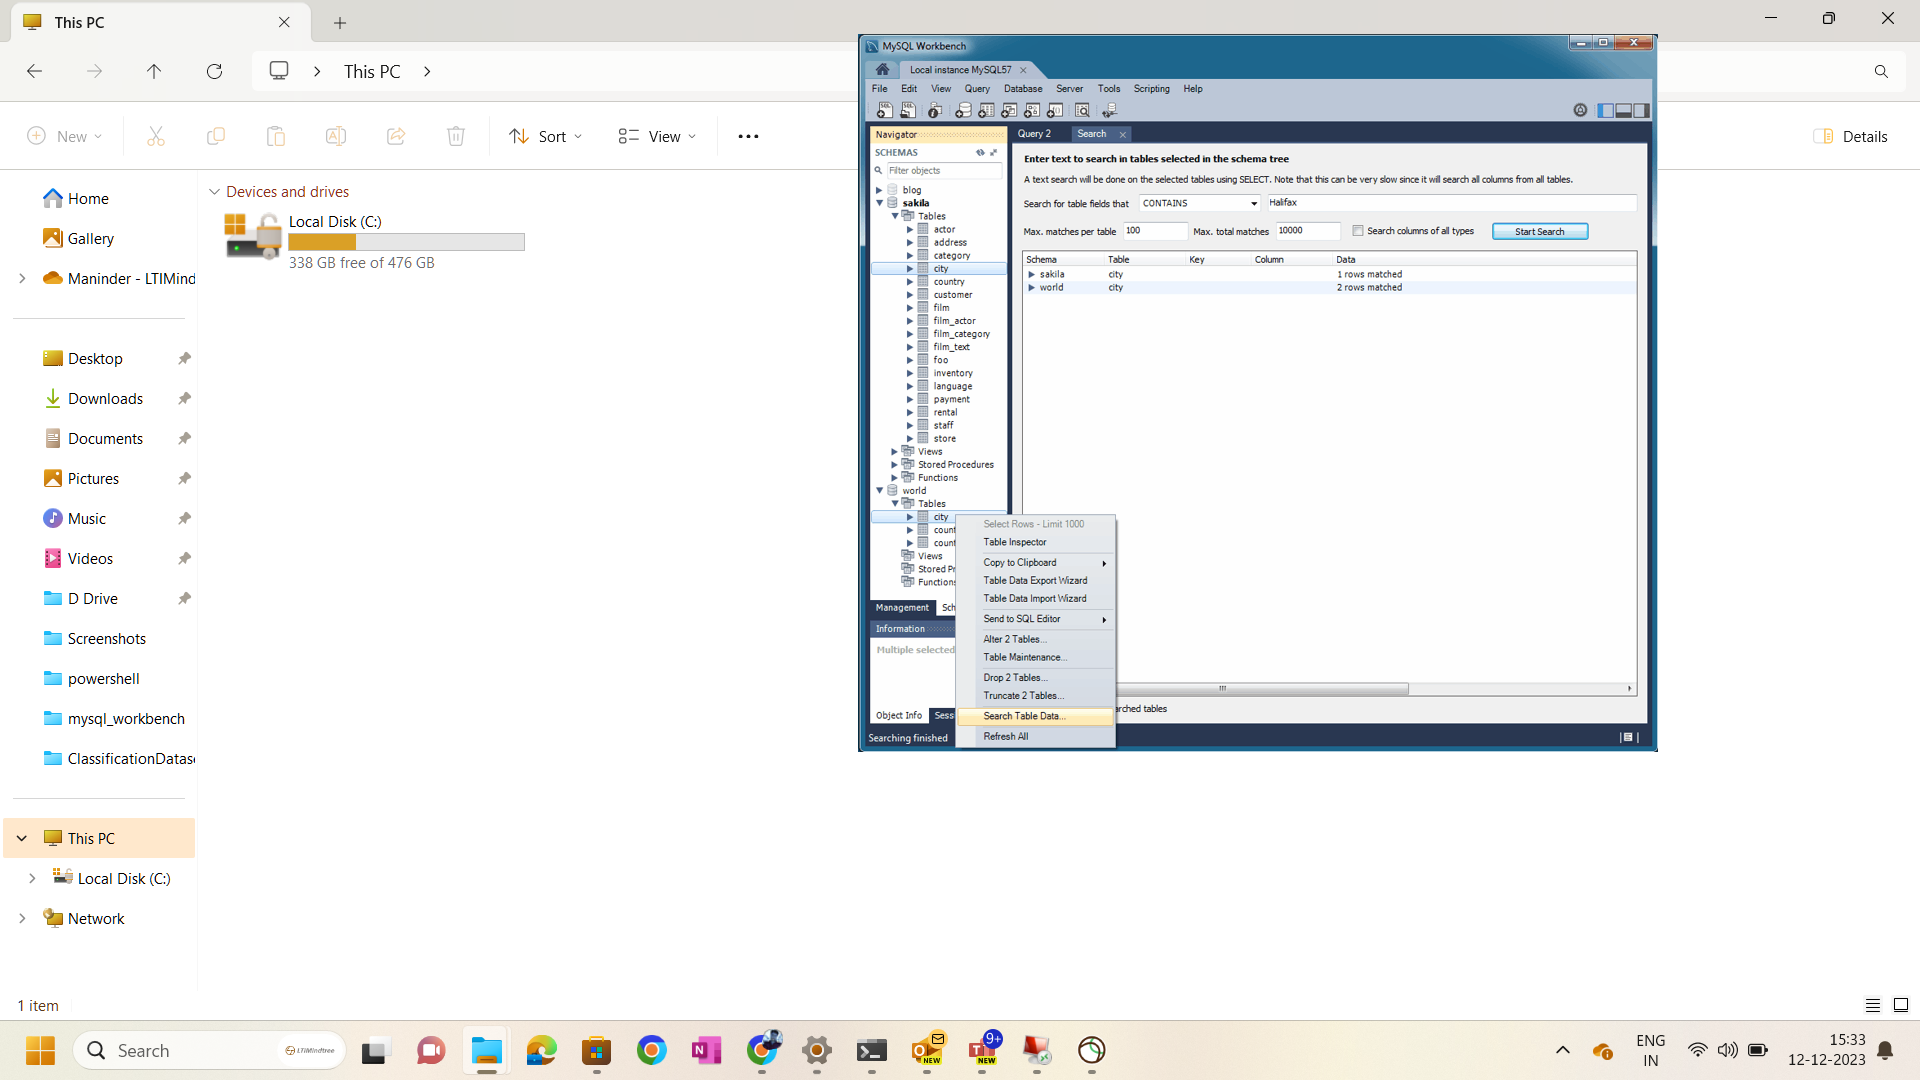 This PC
This PC
New
Sort
View
Details
Home
Gallery
Maninder - LTIMind
Desktop
Downloads
Documents
Pictures
Music
Videos
D Drive
Screenshots
powershell
mysql_workbench
ClassificationDatase
This PC
Local Disk (C:)
Network
1 item
Devices and drives
Local Disk (C:)
338 GB free of 476 GB
MySQL Workbench
Local instance MySQL57
File Edit View Query Database Server Tools Scripting Help
Navigator
SCHEMAS
Filter objects
blog
sakila
Tables
actor
address
category
city
country
customer
film
film_actor
film_category
film_text
foo
inventory
language
payment
rental
staff
store
Views
Stored Procedures
Functions
world
Tables
city
count
count
Views
Stored Pr
Functions
Management Sch
Information
Multiple selected
Object Info Sess
Searching finished
Query 2 Search
Enter text to search in tables selected in the schema tree
A text search will be done on the selected tables using SELECT. Note that this can be very slow since it will search all columns from all tables.
Search for table fields that CONTAINS Halifax
Max. matches per table 100 Max. total matches 10000 Search columns of all types Start Search
Schema Table Key Column Data
sakila city 1 rows matched
world city 2 rows matched
arched tables
Select Rows - Limit 1000
Table Inspector
Copy to Clipboard
Table Data Export Wizard
Table Data Import Wizard
Send to SQL Editor
Alter 2 Tables...
Table Maintenance...
Drop 2 Tables...
Truncate 2 Tables...
Search Table Data...
Refresh All
Search
LTIMindtree
NEW
9+
NEW
ENG
IN
15:33
12-12-2023